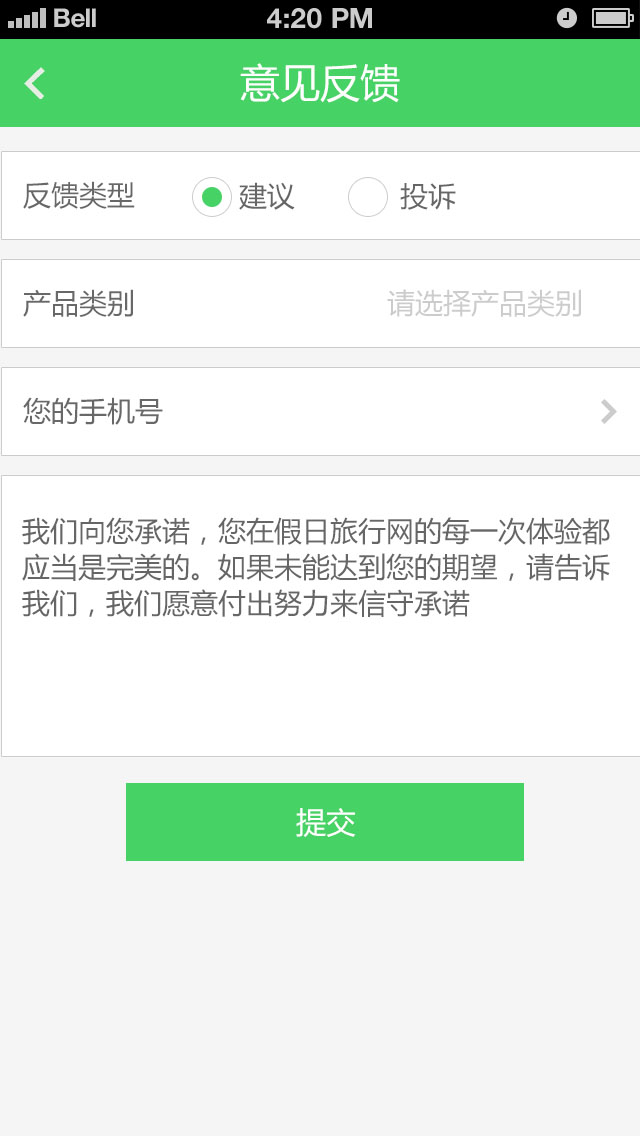 Bell 4:20 PM
意见反馈
反馈类型 建议 投诉
产品类别 请选择产品类别
您的手机号
我们向您承诺，您在假日旅行网的每一次体验都
应当是完美的。如果未能达到您的期望，请告诉
我们，我们愿意付出努力来信守承诺
提交